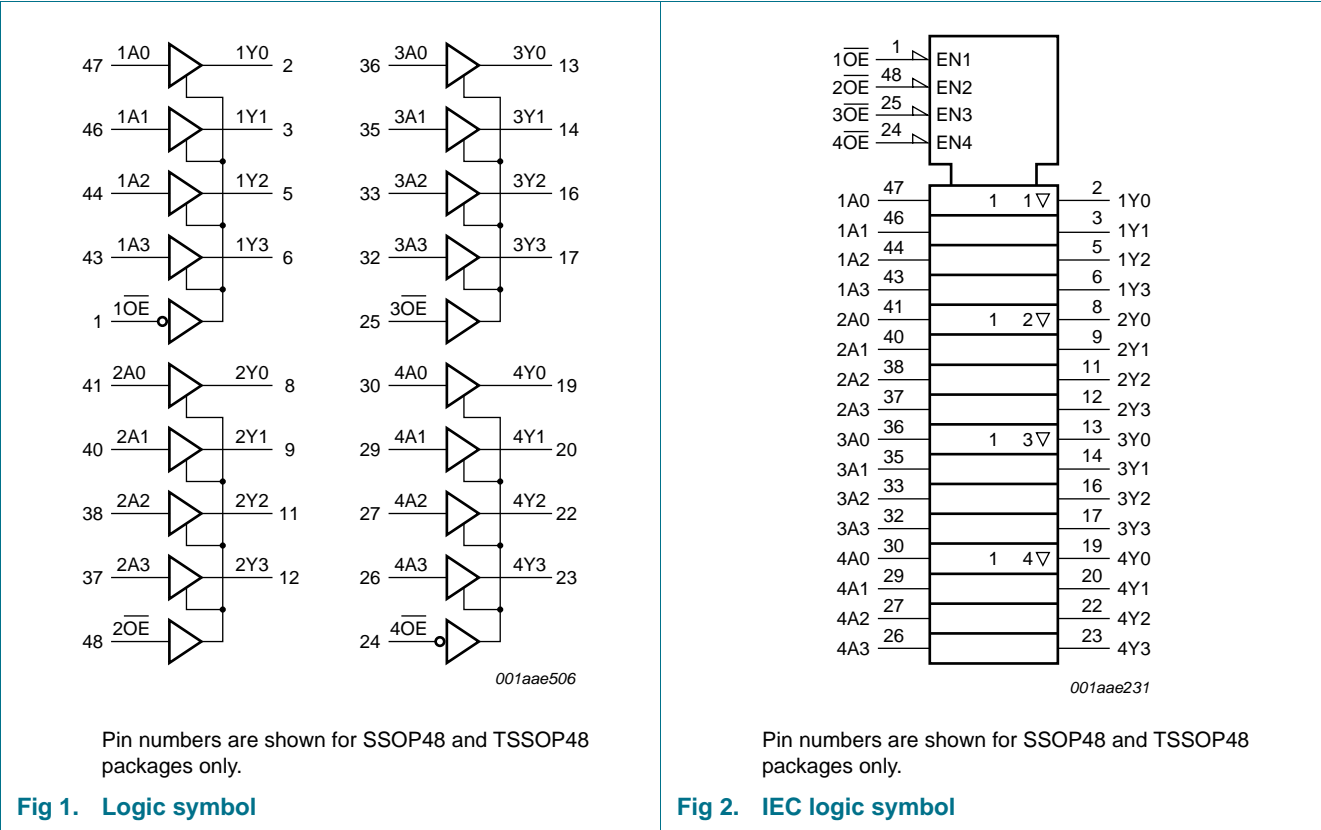 47 1A0 1Y0 2
46 1A1 1Y1 3
44 1A2 1Y2 5
43 1A3 1Y3 6
1 1O̅E̅
41 2A0 2Y0 8
40 2A1 2Y1 9
38 2A2 2Y2 11
37 2A3 2Y3 12
48 2O̅E̅
36 3A0 3Y0 13
35 3A1 3Y1 14
33 3A2 3Y2 16
32 3A3 3Y3 17
25 3O̅E̅
30 4A0 4Y0 19
29 4A1 4Y1 20
27 4A2 4Y2 22
26 4A3 4Y3 23
24 4O̅E̅
001aae506
Pin numbers are shown for SSOP48 and TSSOP48
packages only.
Fig 1. Logic symbol
1O̅E̅ 1 EN1
2O̅E̅ 48 EN2
3O̅E̅ 25 EN3
4O̅E̅ 24 EN4
1A0 47 1 1▽ 2 1Y0
1A1 46 3 1Y1
1A2 44 5 1Y2
1A3 43 6 1Y3
2A0 41 1 2▽ 8 2Y0
2A1 40 9 2Y1
2A2 38 11 2Y2
2A3 37 12 2Y3
3A0 36 1 3▽ 13 3Y0
3A1 35 14 3Y1
3A2 33 16 3Y2
3A3 32 17 3Y3
4A0 30 1 4▽ 19 4Y0
4A1 29 20 4Y1
4A2 27 22 4Y2
4A3 26 23 4Y3
001aae231
Pin numbers are shown for SSOP48 and TSSOP48
packages only.
Fig 2. IEC logic symbol